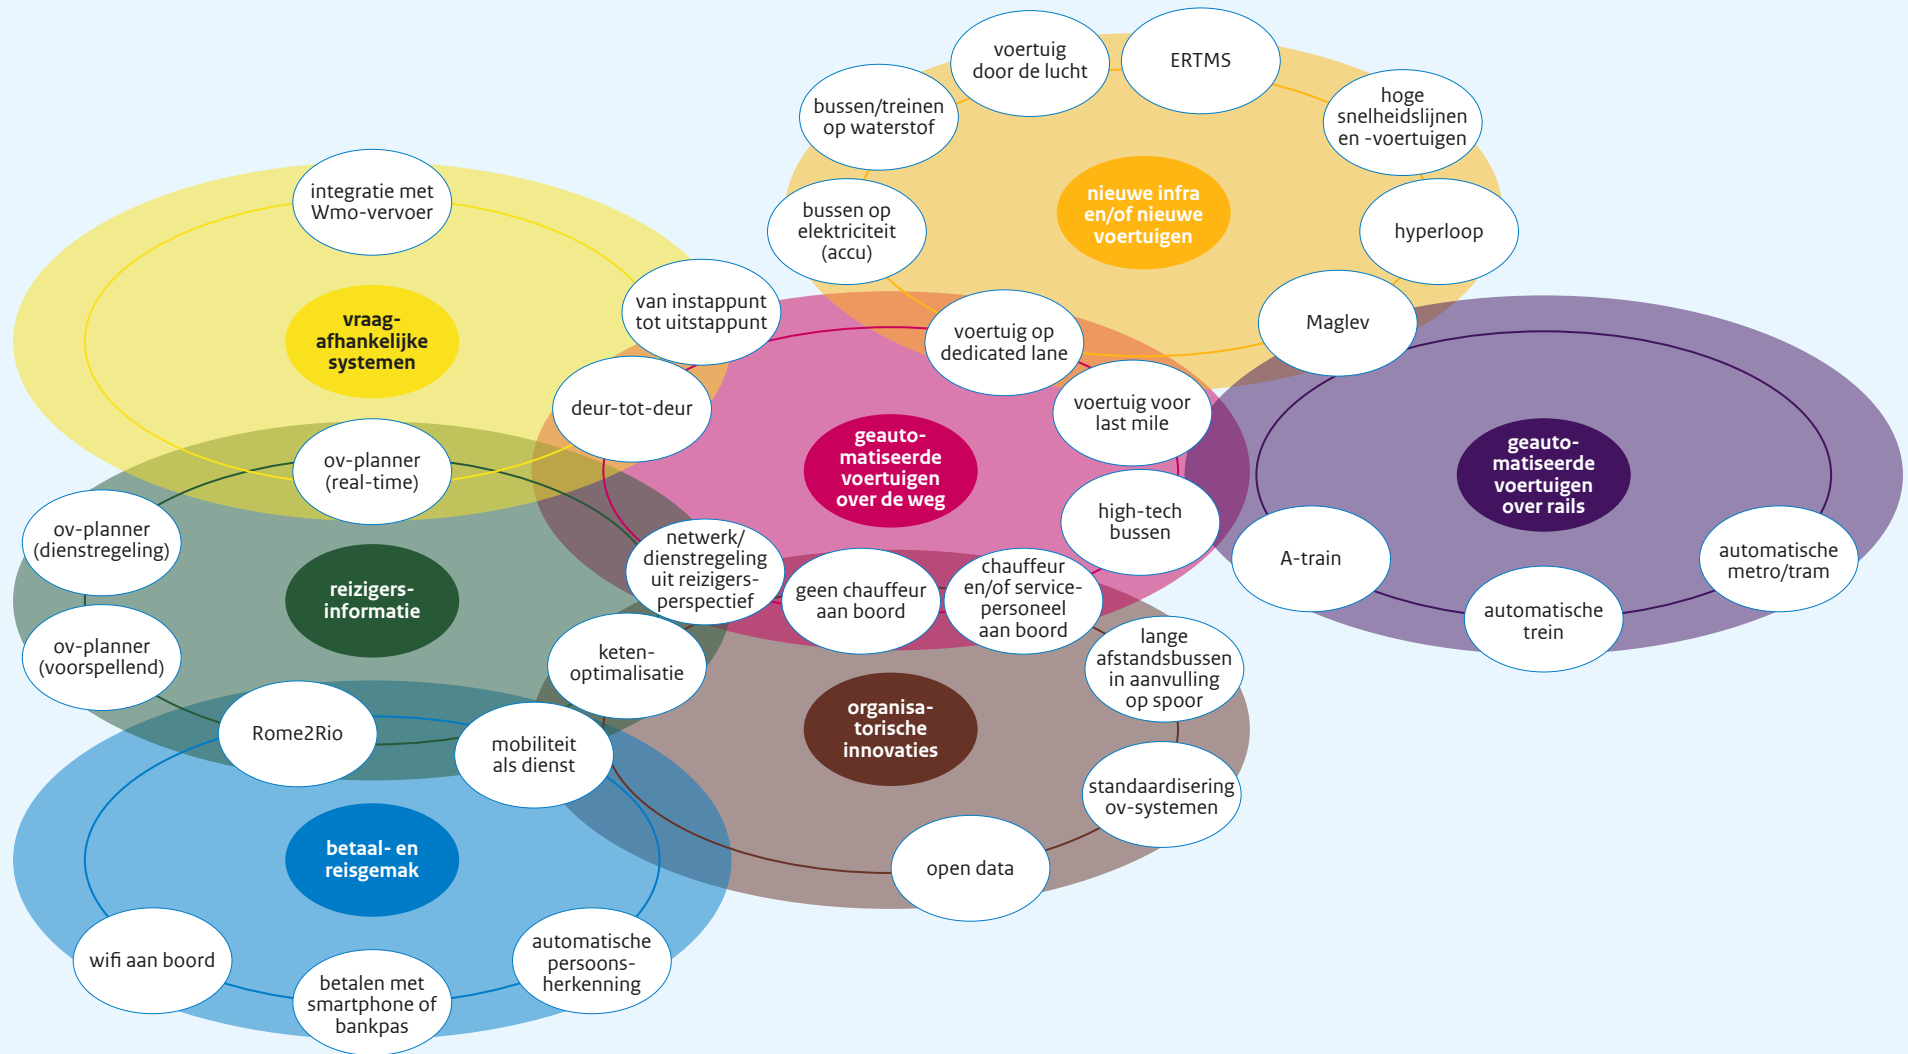 voertuig
door de lucht
ERTMS
hoge
snelheidslijnen
en -voertuigen
bussen/treinen
op waterstof
nieuwe infra
en/of nieuwe
voertuigen
bussen op
elektriciteit
(accu)
hyperloop
Maglev
voertuig op
dedicated lane
integratie met
Wmo-vervoer
van instappunt
tot uitstappunt
vraag-
afhankelijke
systemen
deur-tot-deur
voertuig voor
last mile
geauto-
matiseerde
voertuigen
over de weg
geauto-
matiseerde
voertuigen
over rails
ov-planner
(real-time)
ov-planner
(dienstregeling)
high-tech
bussen
A-train
automatische
metro/tram
automatische
trein
netwerk/
dienstregeling
uit reizigers-
perspectief
geen chauffeur
aan boord
chauffeur
en/of service-
personeel
aan boord
reizigers-
informatie
ov-planner
(voorspellend)
keten-
optimalisatie
lange
afstandsbussen
in aanvulling
op spoor
organisa-
torische
innovaties
Rome2Rio
mobiliteit
als dienst
standaardisering
ov-systemen
open data
betaal- en
reisgemak
wifi aan boord
betalen met
smartphone of
bankpas
automatische
persoons-
herkenning